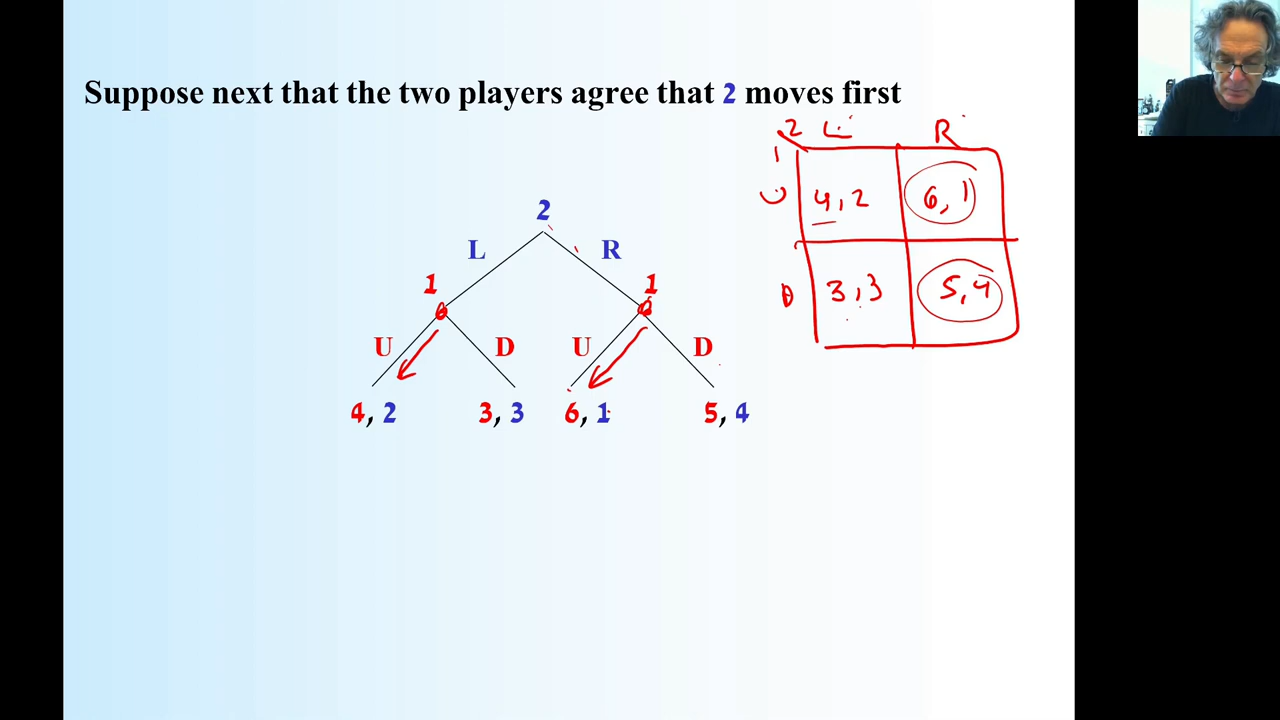 Suppose next that the two players agree that 2 moves first
2 L R
1
U 4, 2 6, 1
D 3, 3 5, 4
2
L R
1 1
U D U D
4, 2 3, 3 6, 1 5, 4